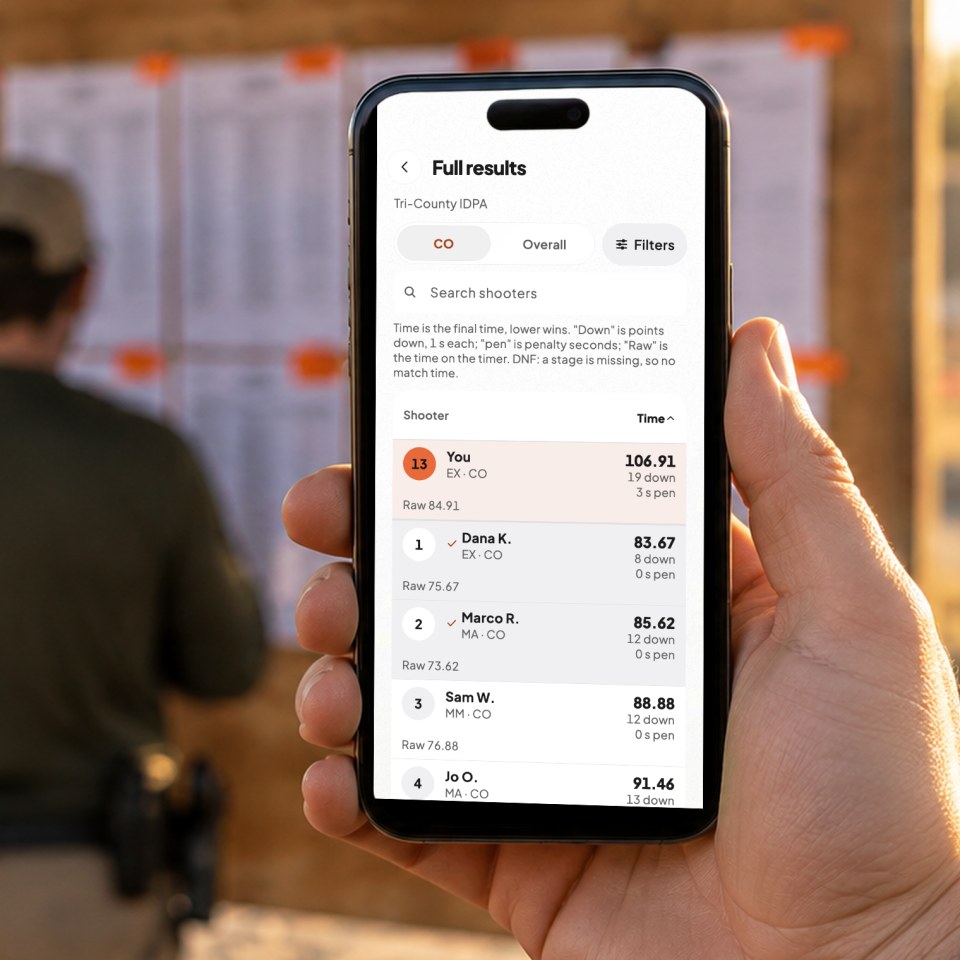 Full results
Tri-County IDPA
CO Overall Filters
Search shooters
Time is the final time, lower wins. "Down" is points
down, 1 s each; "pen" is penalty seconds; "Raw" is
the time on the timer. DNF: a stage is missing, so no
match time.
Shooter Time
13 You 106.91
EX · CO 19 down
3 s pen
Raw 84.91
1 Dana K. 83.67
EX · CO 8 down
0 s pen
Raw 75.67
2 Marco R. 85.62
MA · CO 12 down
0 s pen
Raw 73.62
3 Sam W. 88.88
MM · CO 12 down
0 s pen
Raw 76.88
4 Jo O. 91.46
MA · CO 13 down